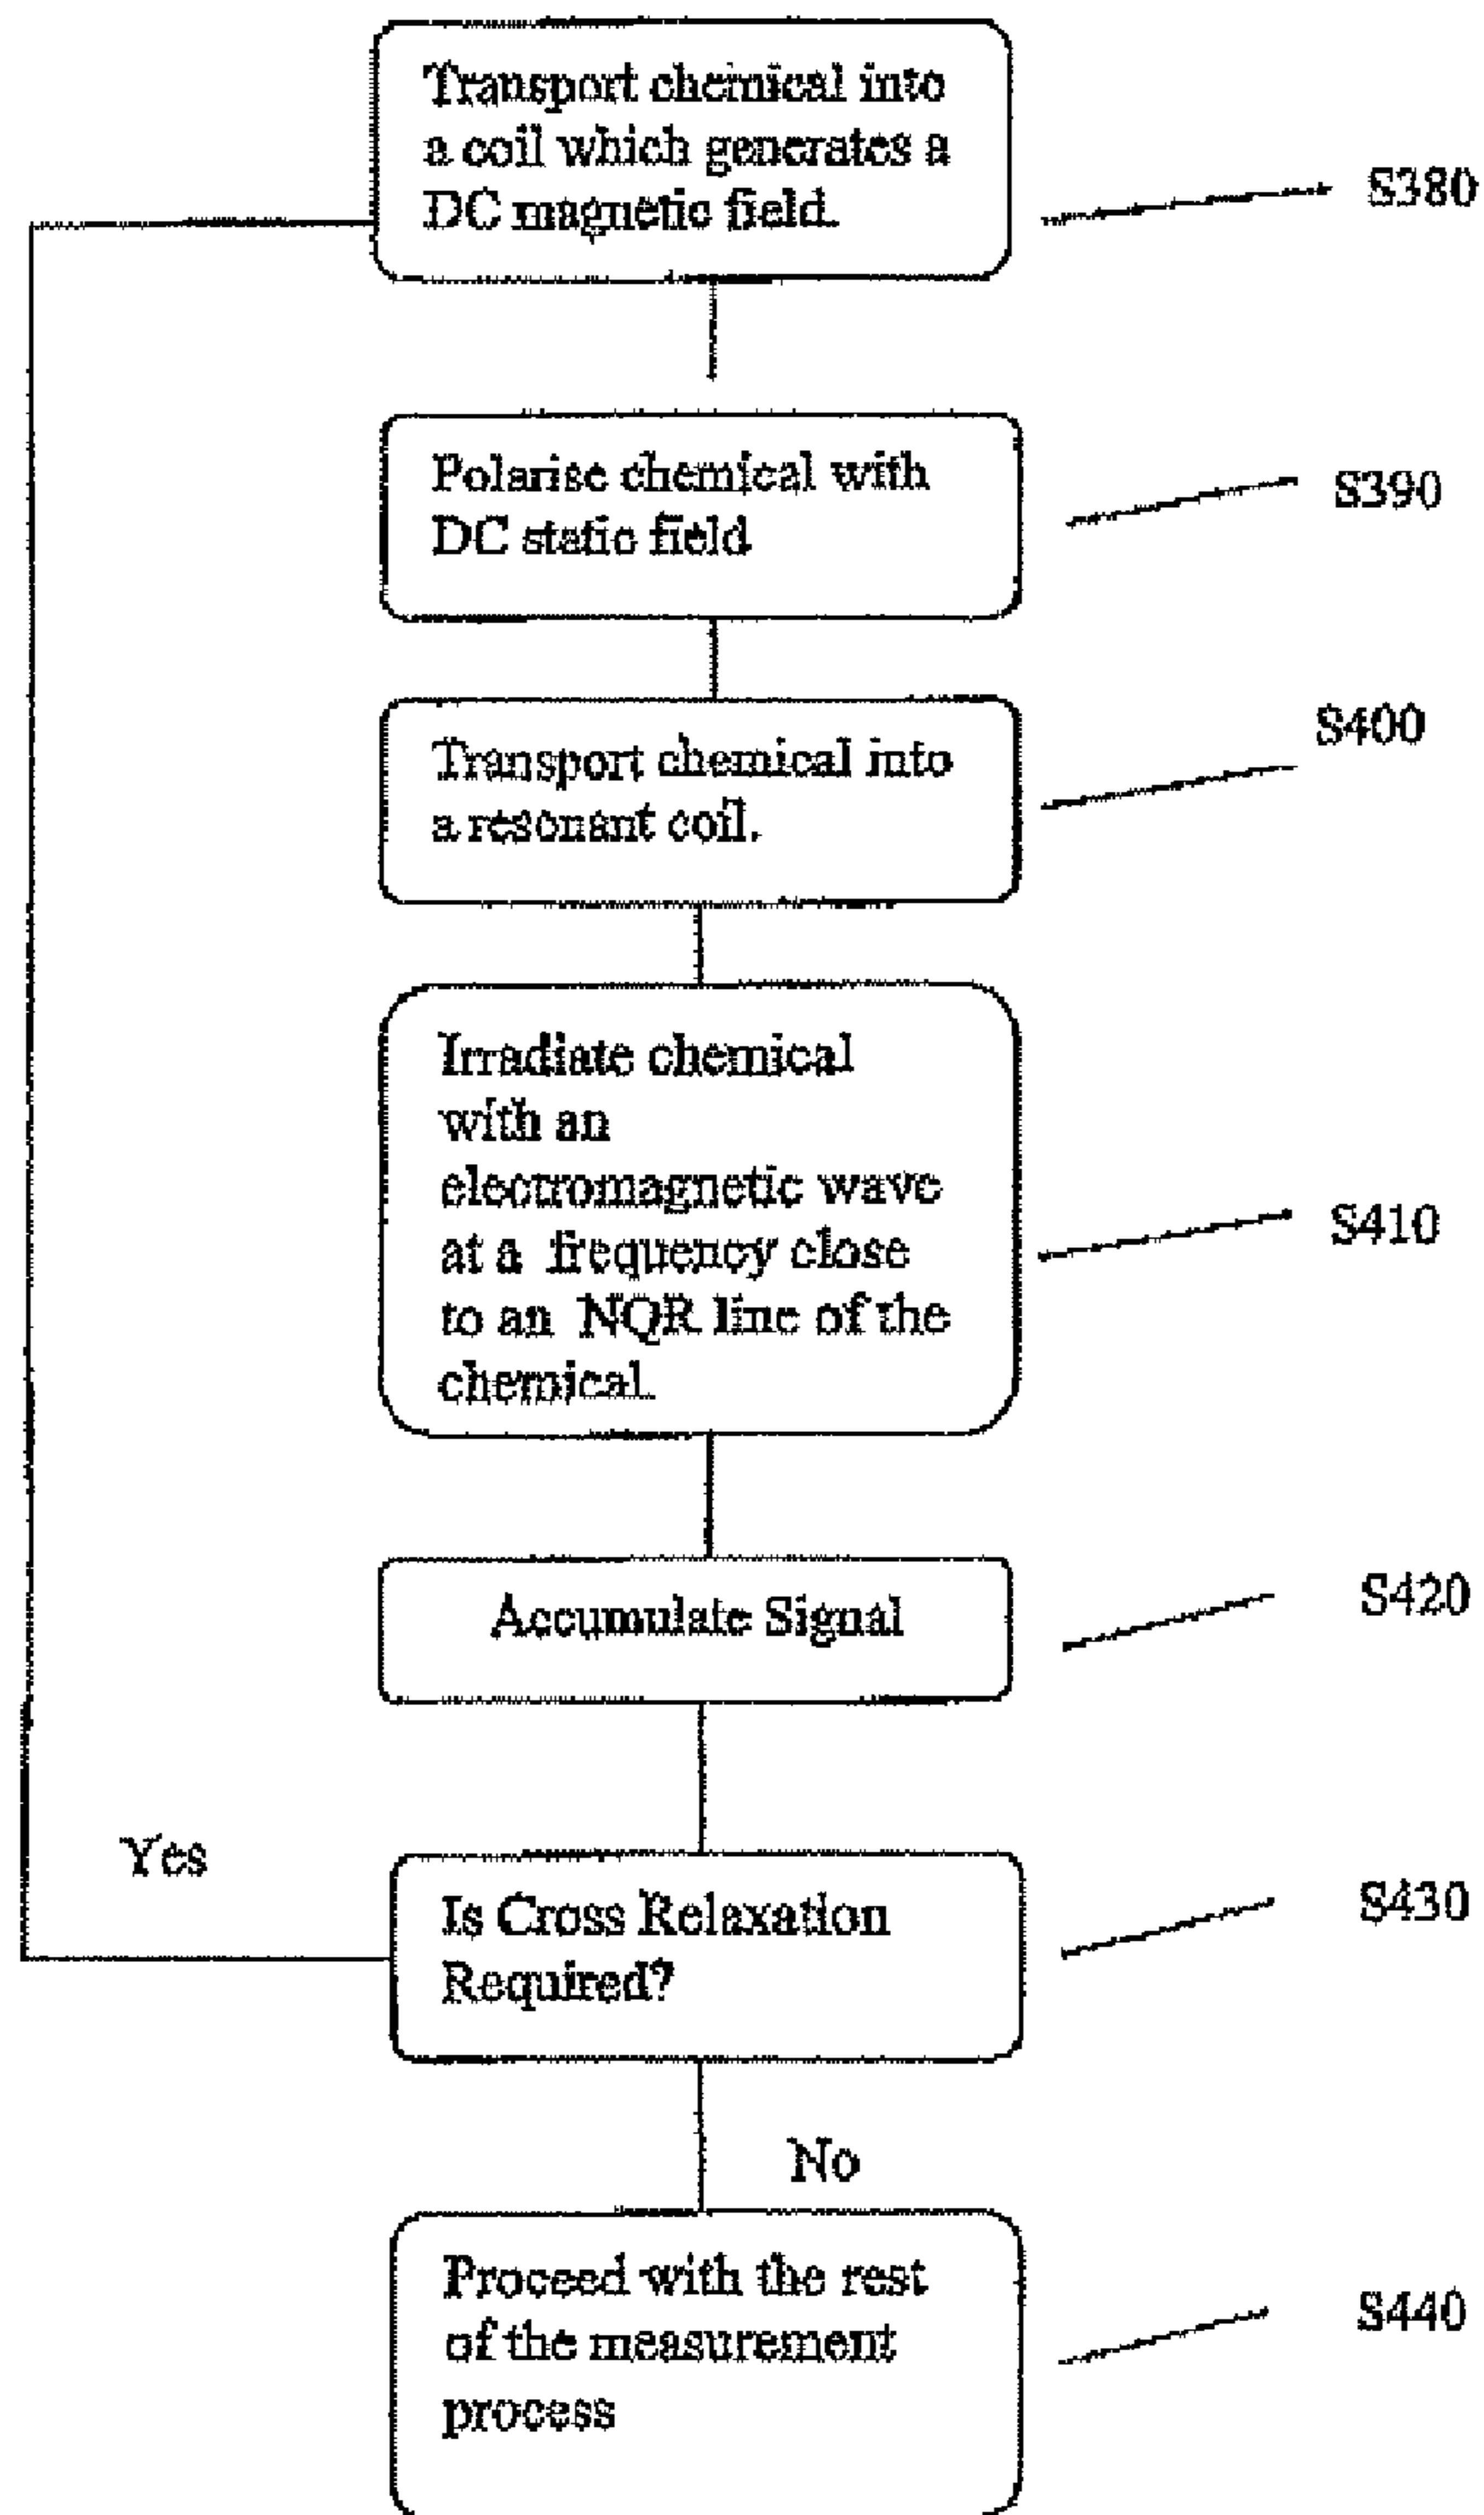 Transport chemical into
a coil which generates a
DC magnetic field.
S380
Polarise chemical with
DC static field
S390
Transport chemical into
a resonant coil.
S400
Irradiate chemical
with an
electromagnetic wave
at a frequency close
to an NQR line of the
chemical.
S410
Accumulate Signal
S420
Yes
Is Cross Relaxation
Required?
S430
No
Proceed with the rest
of the measurement
process
S440